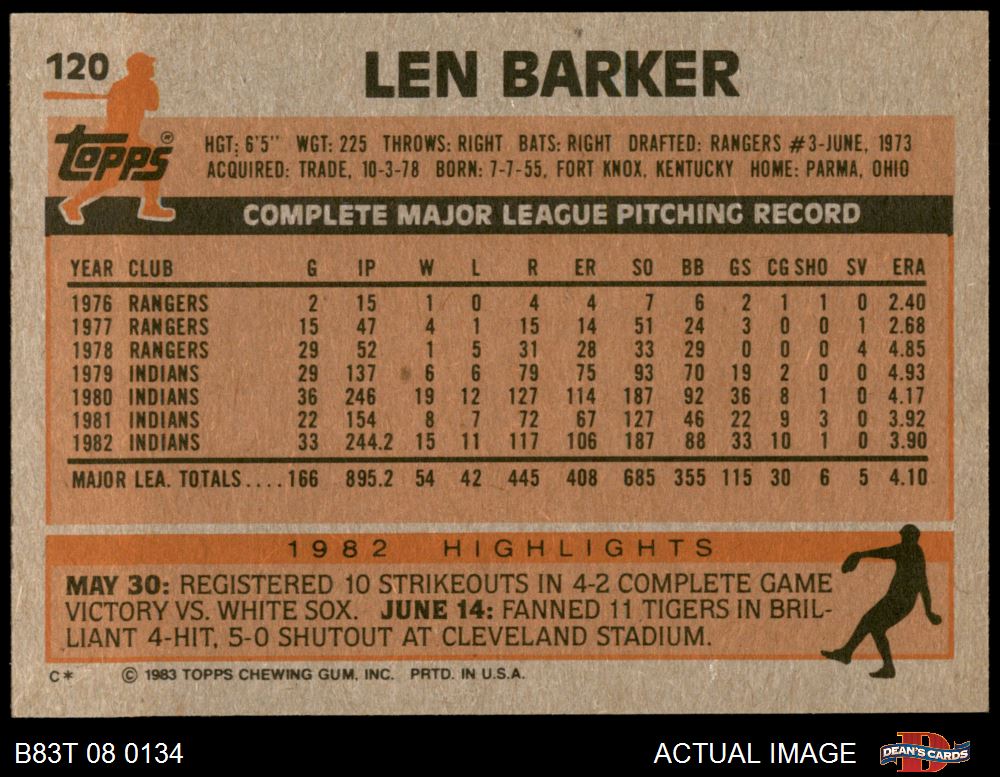 120
LEN BARKER
topps®
HGT: 6'5" WGT: 225 THROWS: RIGHT BATS: RIGHT DRAFTED: RANGERS #3-JUNE, 1973
ACQUIRED: TRADE, 10-3-78 BORN: 7-7-55, FORT KNOX, KENTUCKY HOME: PARMA, OHIO
COMPLETE MAJOR LEAGUE PITCHING RECORD
YEAR CLUB G IP W L R ER SO BB GS CG SHO SV ERA
1976 RANGERS 2 15 1 0 4 4 7 6 2 1 1 0 2.40
1977 RANGERS 15 47 4 1 15 14 51 24 3 0 0 1 2.68
1978 RANGERS 29 52 1 5 31 28 33 29 0 0 0 4 4.85
1979 INDIANS 29 137 6 6 79 75 93 70 19 2 0 0 4.93
1980 INDIANS 36 246 19 12 127 114 187 92 36 8 1 0 4.17
1981 INDIANS 22 154 8 7 72 67 127 46 22 9 3 0 3.92
1982 INDIANS 33 244.2 15 11 117 106 187 88 33 10 1 0 3.90
MAJOR LEA. TOTALS....166 895.2 54 42 445 408 685 355 115 30 6 5 4.10
1982 HIGHLIGHTS
MAY 30: REGISTERED 10 STRIKEOUTS IN 4-2 COMPLETE GAME
VICTORY VS. WHITE SOX. JUNE 14: FANNED 11 TIGERS IN BRIL-
LIANT 4-HIT, 5-0 SHUTOUT AT CLEVELAND STADIUM.
C* © 1983 TOPPS CHEWING GUM, INC. PRTD. IN U.S.A.
B83T 08 0134 ACTUAL IMAGE DEAN'S CARDS